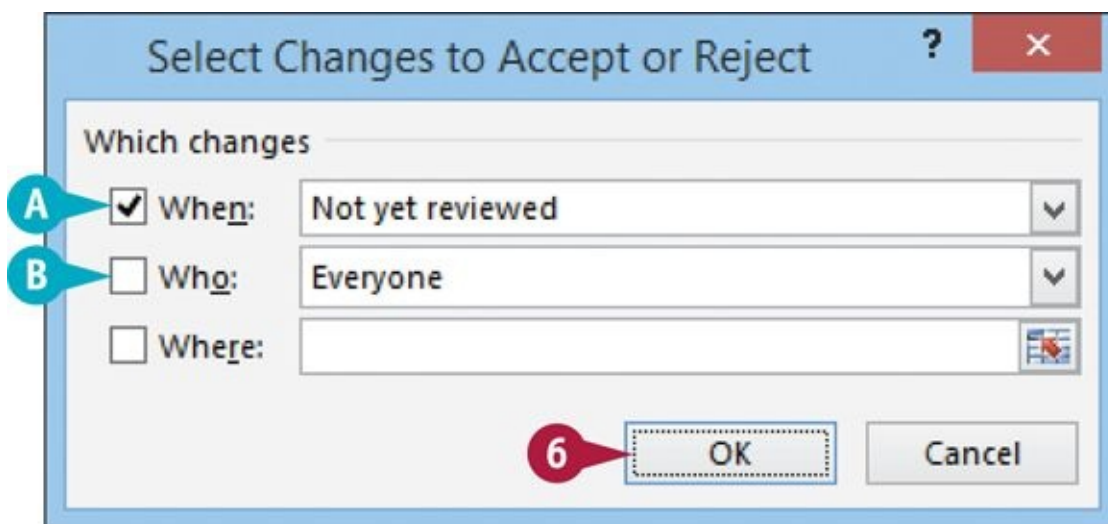 Select Changes to Accept or Reject ? ×
Which changes
A When: Not yet reviewed
B Who: Everyone
Where:
6 OK Cancel